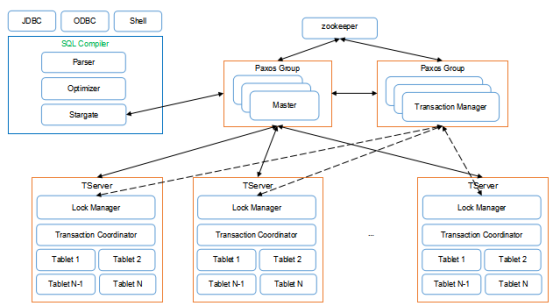 JDBC ODBC Shell
zookeeper
SQL Compiler
Parser
Optimizer
Stargate
Paxos Group
Master
Paxos Group
Transaction Manager
TServer
Lock Manager
Transaction Coordinator
Tablet 1 Tablet 2
Tablet N-1 Tablet N
TServer
Lock Manager
Transaction Coordinator
Tablet 1 Tablet 2
Tablet N-1 Tablet N
...
TServer
Lock Manager
Transaction Coordinator
Tablet 1 Tablet 2
Tablet N-1 Tablet N